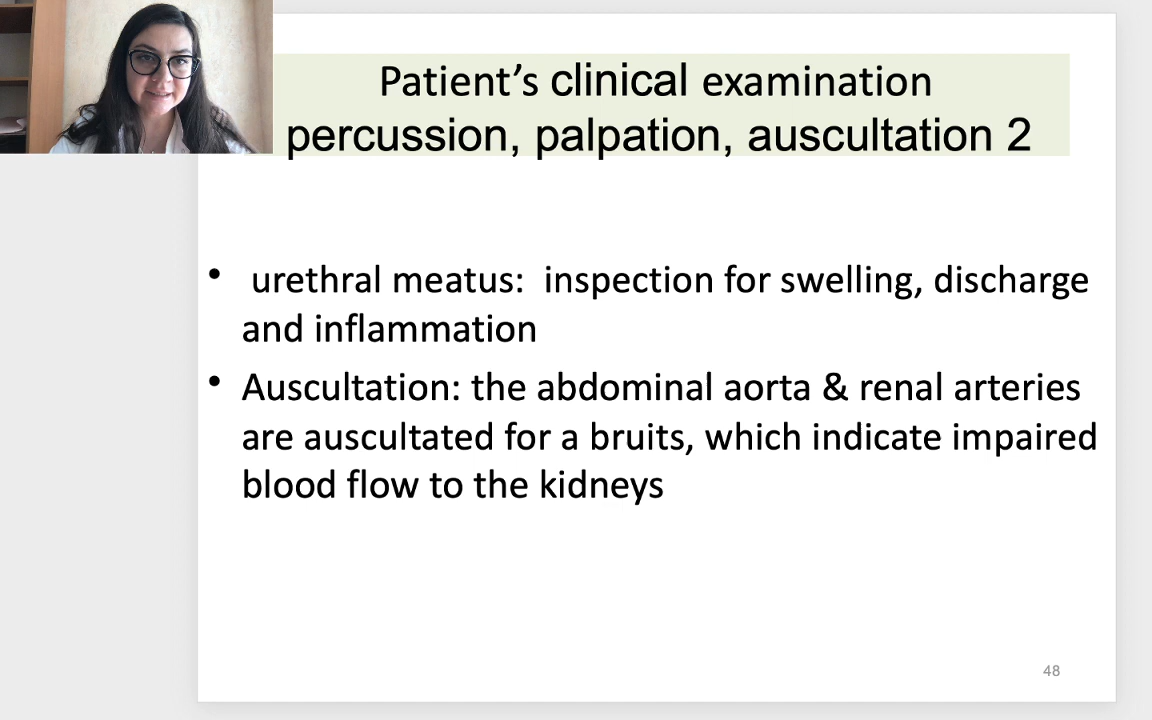 Patient’s clinical examination
percussion, palpation, auscultation 2
• urethral meatus: inspection for swelling, discharge
and inflammation
• Auscultation: the abdominal aorta & renal arteries
are auscultated for a bruits, which indicate impaired
blood flow to the kidneys
48